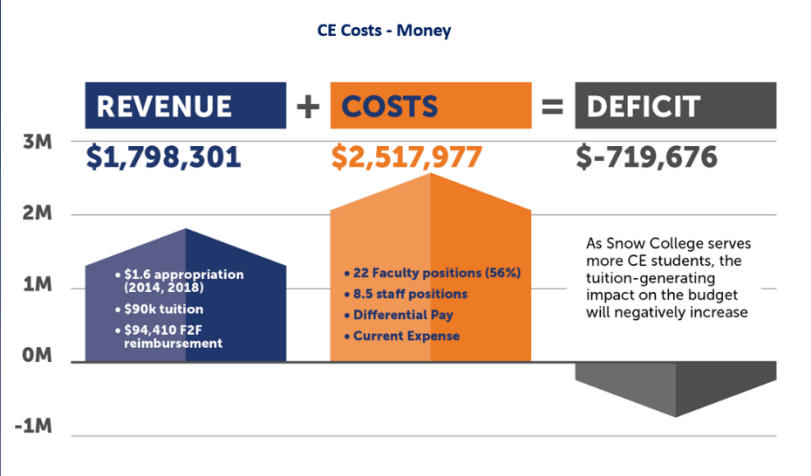 CE Costs - Money
REVENUE + COSTS = DEFICIT
3M
$1,798,301
$2,517,977
$-719,676
2M
1M
0M
-1M
• $1.6 appropriation
(2014, 2018)
• $90k tuition
• $94,410 F2F
reimbursement
• 22 Faculty positions (56%)
• 8.5 staff positions
• Differential Pay
• Current Expense
As Snow College serves
more CE students, the
tuition-generating
impact on the budget
will negatively increase